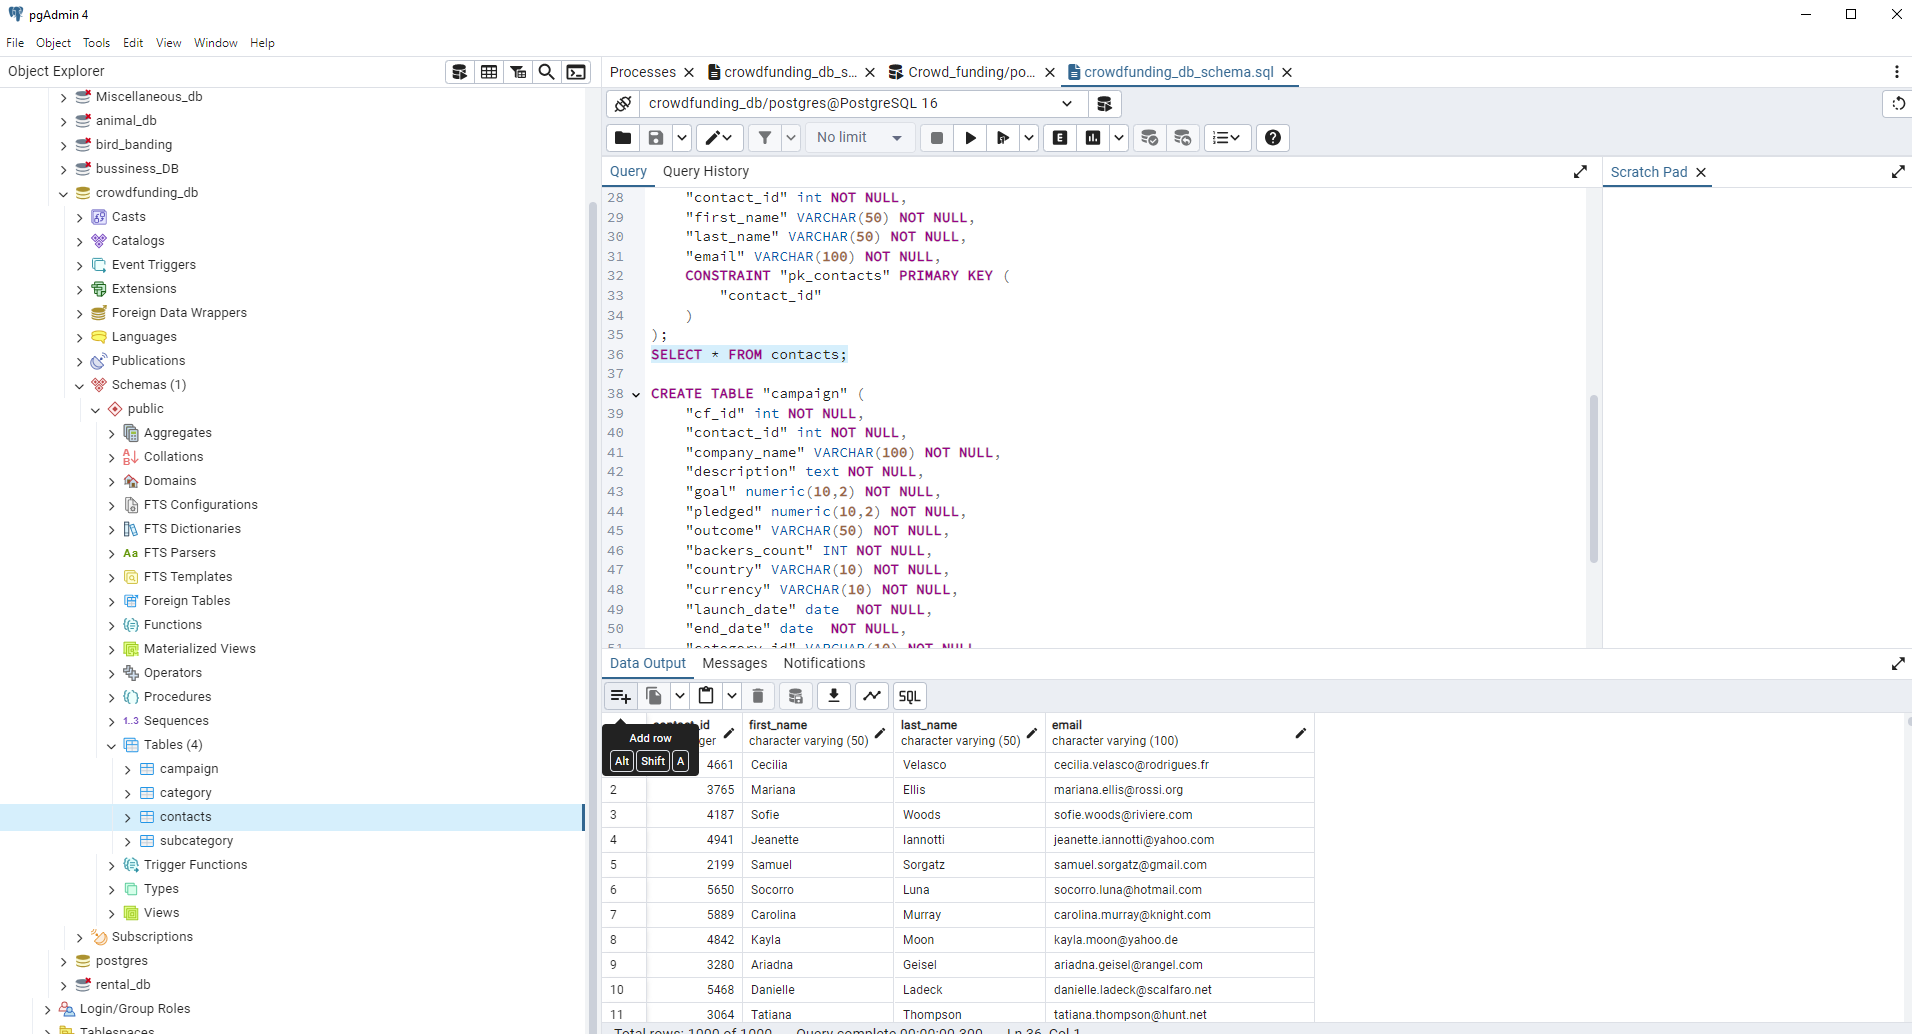 pgAdmin 4
File Object Tools Edit View Window Help
Object Explorer
Miscellaneous_db
animal_db
bird_banding
bussiness_DB
crowdfunding_db
Casts
Catalogs
Event Triggers
Extensions
Foreign Data Wrappers
Languages
Publications
Schemas (1)
public
Aggregates
Collations
Domains
FTS Configurations
FTS Dictionaries
Aa FTS Parsers
FTS Templates
Foreign Tables
Functions
Materialized Views
Operators
Procedures
1..3 Sequences
Tables (4)
campaign
category
contacts
subcategory
Trigger Functions
Types
Views
Subscriptions
postgres
rental_db
Login/Group Roles
Tablespaces
Processes crowdfunding_db_s... Crowd_funding/po... crowdfunding_db_schema.sql
crowdfunding_db/postgres@PostgreSQL 16
No limit E
Query Query History Scratch Pad
28 "contact_id" int NOT NULL,
29 "first_name" VARCHAR(50) NOT NULL,
30 "last_name" VARCHAR(50) NOT NULL,
31 "email" VARCHAR(100) NOT NULL,
32 CONSTRAINT "pk_contacts" PRIMARY KEY (
33 "contact_id"
34 )
35 );
36 SELECT * FROM contacts;
37
38 CREATE TABLE "campaign" (
39 "cf_id" int NOT NULL,
40 "contact_id" int NOT NULL,
41 "company_name" VARCHAR(100) NOT NULL,
42 "description" text NOT NULL,
43 "goal" numeric(10,2) NOT NULL,
44 "pledged" numeric(10,2) NOT NULL,
45 "outcome" VARCHAR(50) NOT NULL,
46 "backers_count" INT NOT NULL,
47 "country" VARCHAR(10) NOT NULL,
48 "currency" VARCHAR(10) NOT NULL,
49 "launch_date" date NOT NULL,
50 "end_date" date NOT NULL,
51 "category_id" VARCHAR(10) NOT NULL
Data Output Messages Notifications
SQL
Add row
Alt Shift A
first_name last_name email
character varying (50) character varying (50) character varying (100)
4661 Cecilia Velasco cecilia.velasco@rodrigues.fr
2 3765 Mariana Ellis mariana.ellis@rossi.org
3 4187 Sofie Woods sofie.woods@riviere.com
4 4941 Jeanette Iannotti jeanette.iannotti@yahoo.com
5 2199 Samuel Sorgatz samuel.sorgatz@gmail.com
6 5650 Socorro Luna socorro.luna@hotmail.com
7 5889 Carolina Murray carolina.murray@knight.com
8 4842 Kayla Moon kayla.moon@yahoo.de
9 3280 Ariadna Geisel ariadna.geisel@rangel.com
10 5468 Danielle Ladeck danielle.ladeck@scalfaro.net
11 3064 Tatiana Thompson tatiana.thompson@hunt.net
Total rows: 1000 of 1000 Query complete 00:00:00.300 Ln 36, Col 1